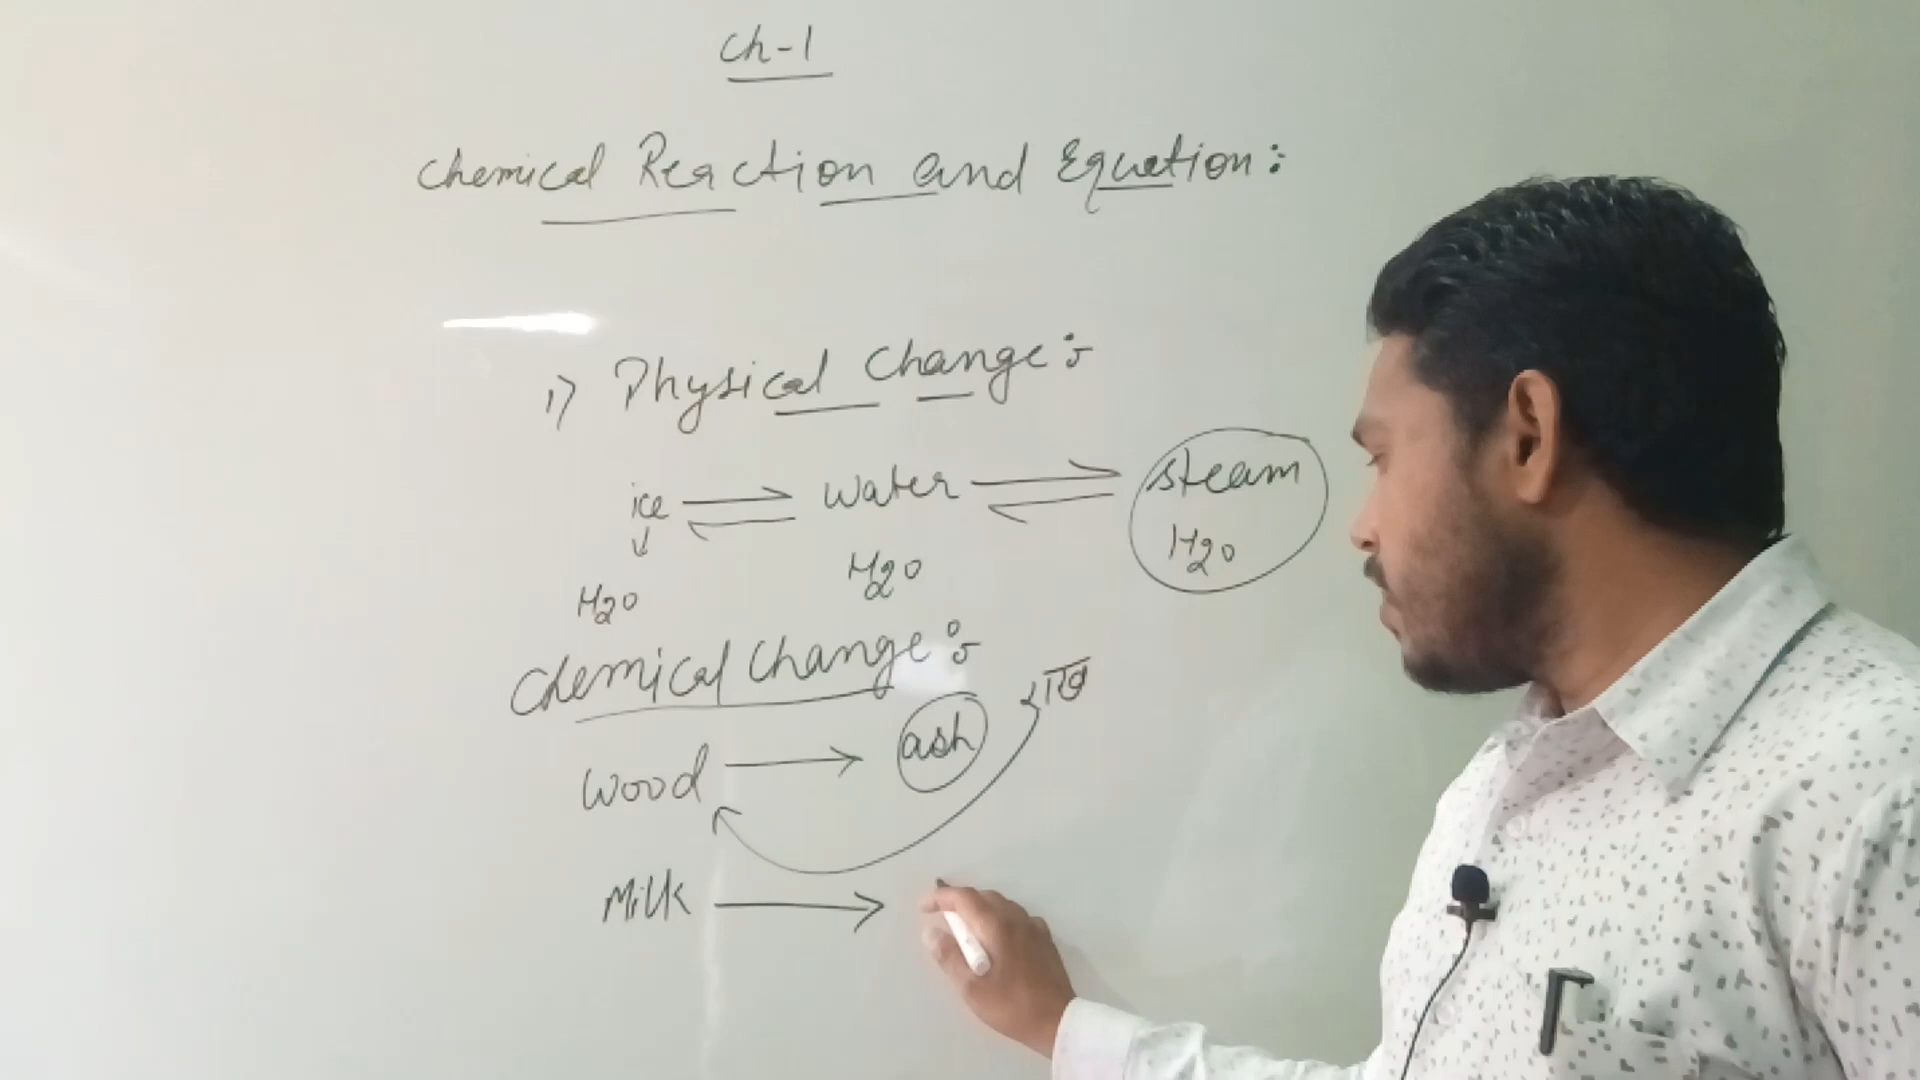 Ch-1
Chemical Reaction and Equation:
1) Physical Change:-
ice ⇌ water ⇌ steam
↓
H2O H2O H2O
Chemical Change:-
Wood → ash राख
Milk →